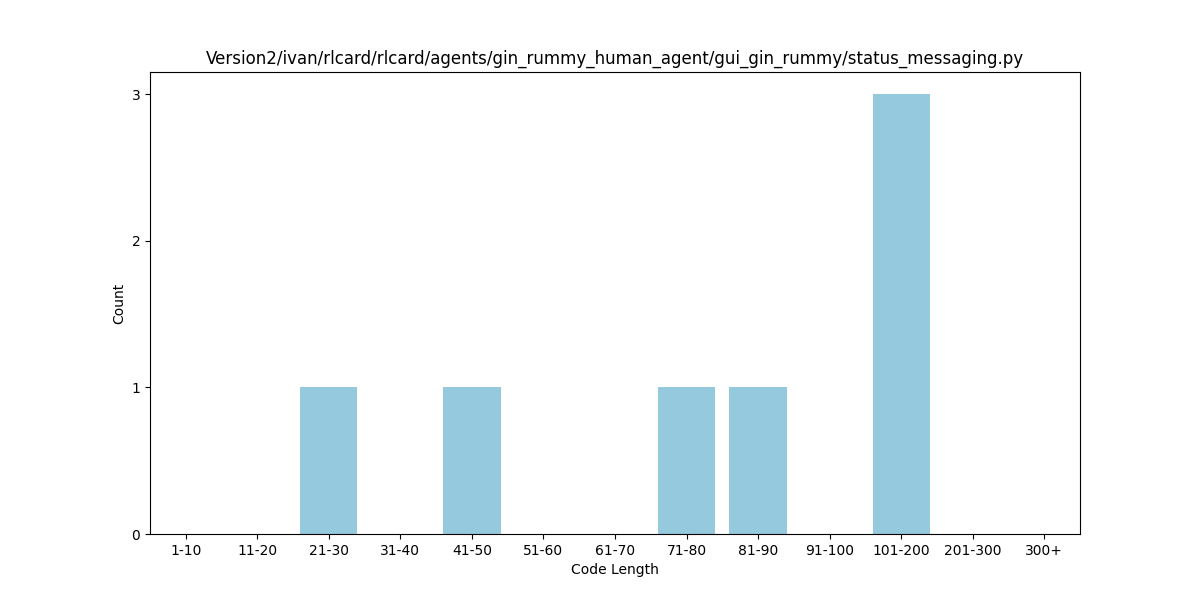 Version2/ivan/rlcard/rlcard/agents/gin_rummy_human_agent/gui_gin_rummy/status_messaging.py
3
2
1
0
Count
1-10 11-20 21-30 31-40 41-50 51-60 61-70 71-80 81-90 91-100 101-200 201-300 300+
Code Length